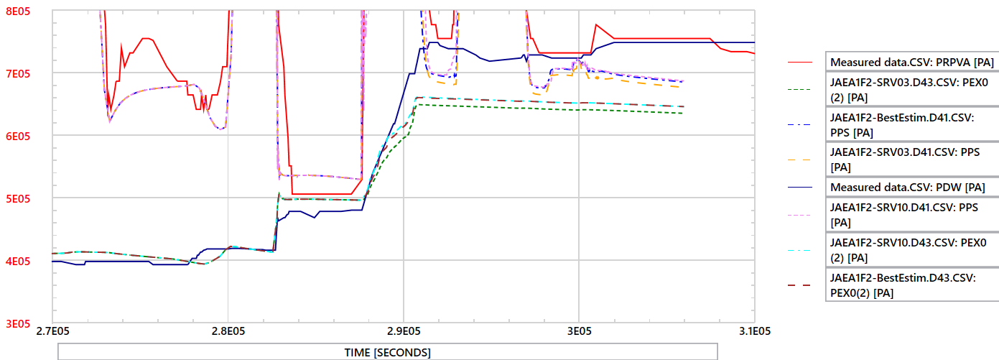 8E05
7E05
6E05
5E05
4E05
3E05
2.7E05
2.8E05
2.9E05
3E05
3.1E05
TIME [SECONDS]
Measured data.CSV: PRPVA [PA]
JAEA1F2-SRV03.D43.CSV: PEX0
(2) [PA]
JAEA1F2-BestEstim.D41.CSV:
PPS [PA]
JAEA1F2-SRV03.D41.CSV: PPS
[PA]
Measured data.CSV: PDW [PA]
JAEA1F2-SRV10.D41.CSV: PPS
[PA]
JAEA1F2-SRV10.D43.CSV: PEX0
(2) [PA]
JAEA1F2-BestEstim.D43.CSV:
PEX0(2) [PA]